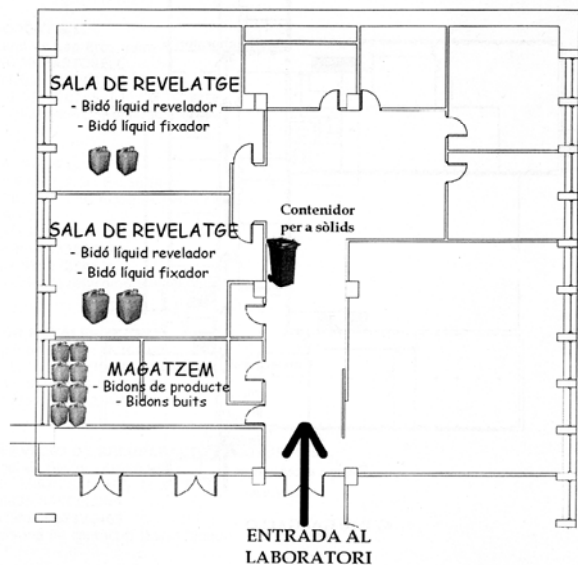 SALA DE REVELATGE
- Bidó líquid revelador
- Bidó líquid fixador
SALA DE REVELATGE
- Bidó líquid revelador
- Bidó líquid fixador
Contenidor
per a sòlids
MAGATZEM
- Bidons de producte
- Bidons buits
ENTRADA AL
LABORATORI